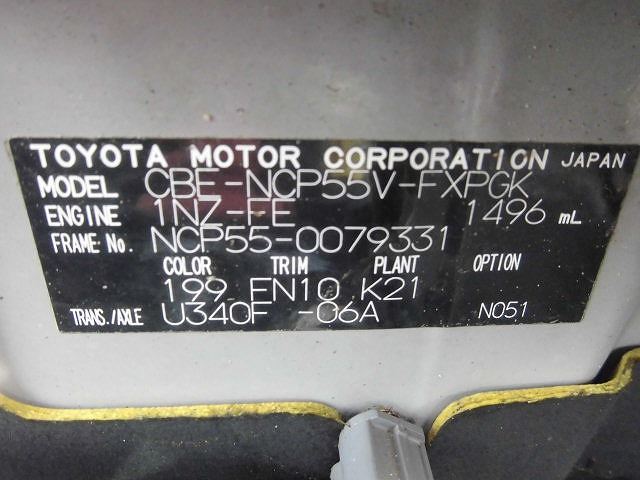 TOYOTA MOTOR CORPORATION JAPAN
MODEL CBE-NCP55V-FXPGK
ENGINE 1NZ-FE 1496 mL
FRAME No. NCP55-0079331
COLOR TRIM PLANT OPTION
199 FN10 K21
TRANS./AXLE U340F -06A N051